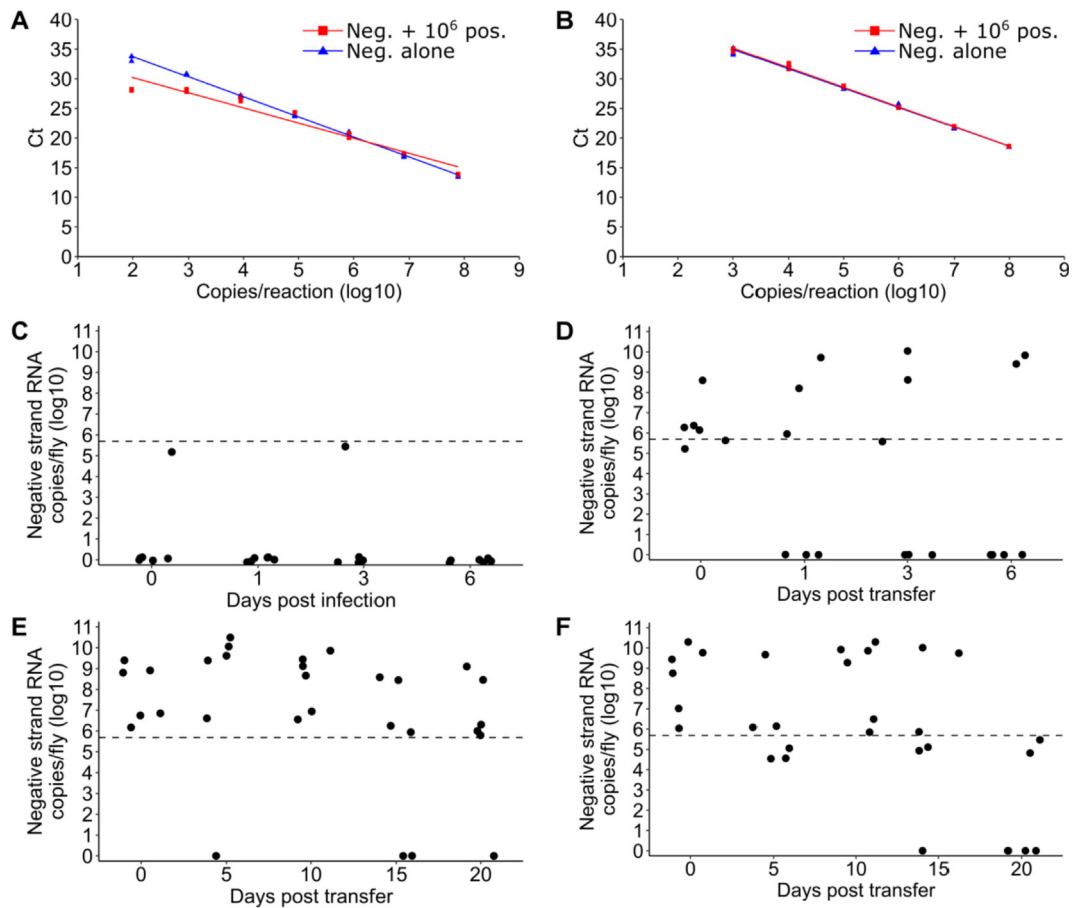 A
Neg. + 10⁶ pos.
Neg. alone
40
35
30
25
20
15
10
5
0
Ct
1 2 3 4 5 6 7 8 9
Copies/reaction (log10)
B
Neg. + 10⁶ pos.
Neg. alone
40
35
30
25
20
15
10
5
0
Ct
1 2 3 4 5 6 7 8 9
Copies/reaction (log10)
C
11
10
9
8
7
6
5
4
3
2
1
0
Negative strand RNA
copies/fly (log10)
0 1 3 6
Days post infection
D
11
10
9
8
7
6
5
4
3
2
1
0
Negative strand RNA
copies/fly (log10)
0 1 3 6
Days post transfer
E
11
10
9
8
7
6
5
4
3
2
1
0
Negative strand RNA
copies/fly (log10)
0 5 10 15 20
Days post transfer
F
11
10
9
8
7
6
5
4
3
2
1
0
Negative strand RNA
copies/fly (log10)
0 5 10 15 20
Days post transfer